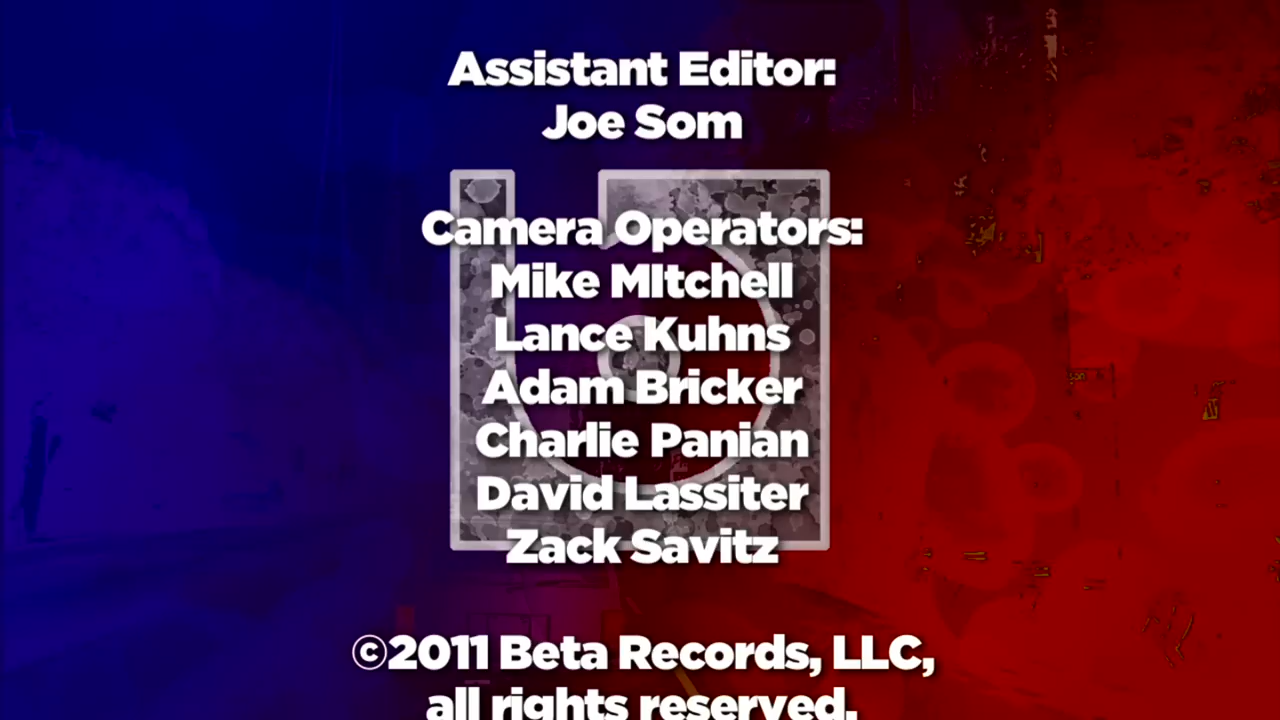 Assistant Editor:
Joe Som
Camera Operators:
Mike MItchell
Lance Kuhns
Adam Bricker
Charlie Panian
David Lassiter
Zack Savitz
©2011 Beta Records, LLC,
all rights reserved.